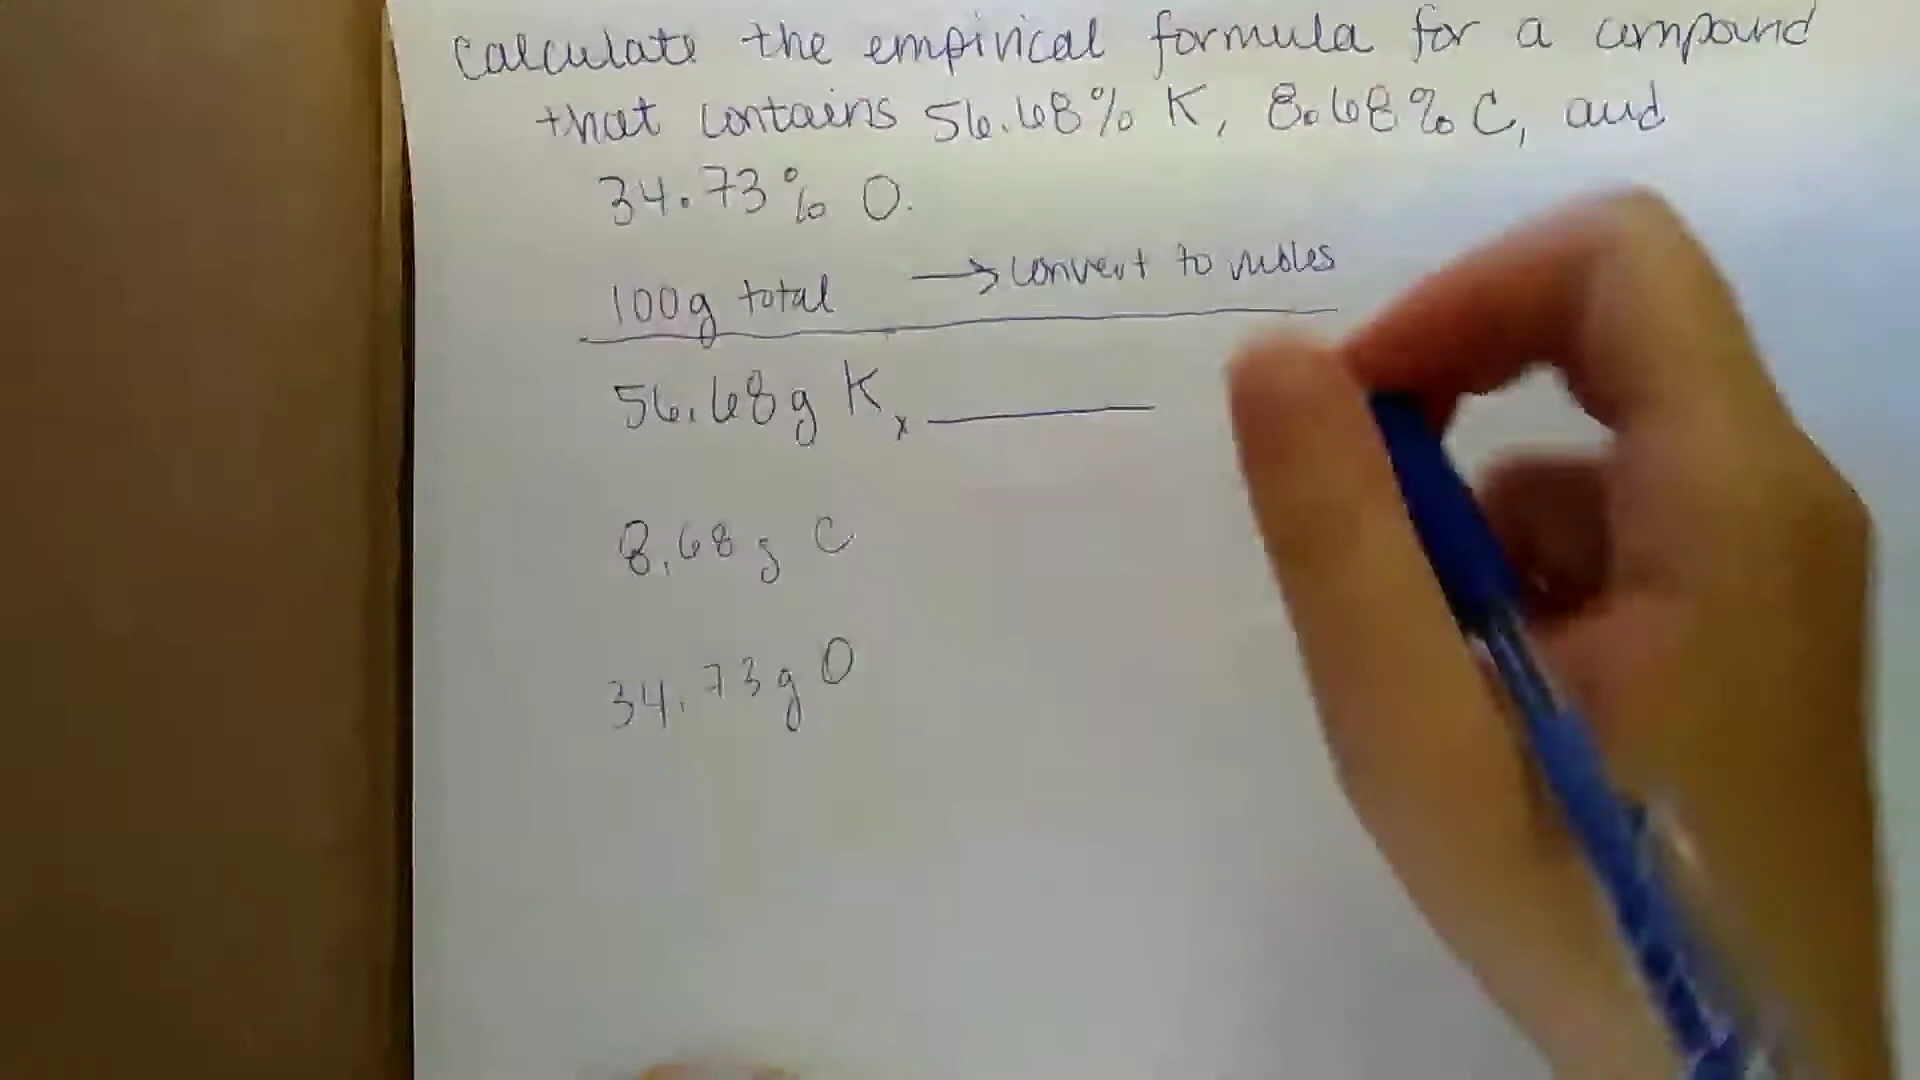 Calculate the empirical formula for a compound
that contains 56.68% K, 8.68% C, and
34.73% O.
100g total → convert to moles
56.68g K x
8.68g C
34.73g O